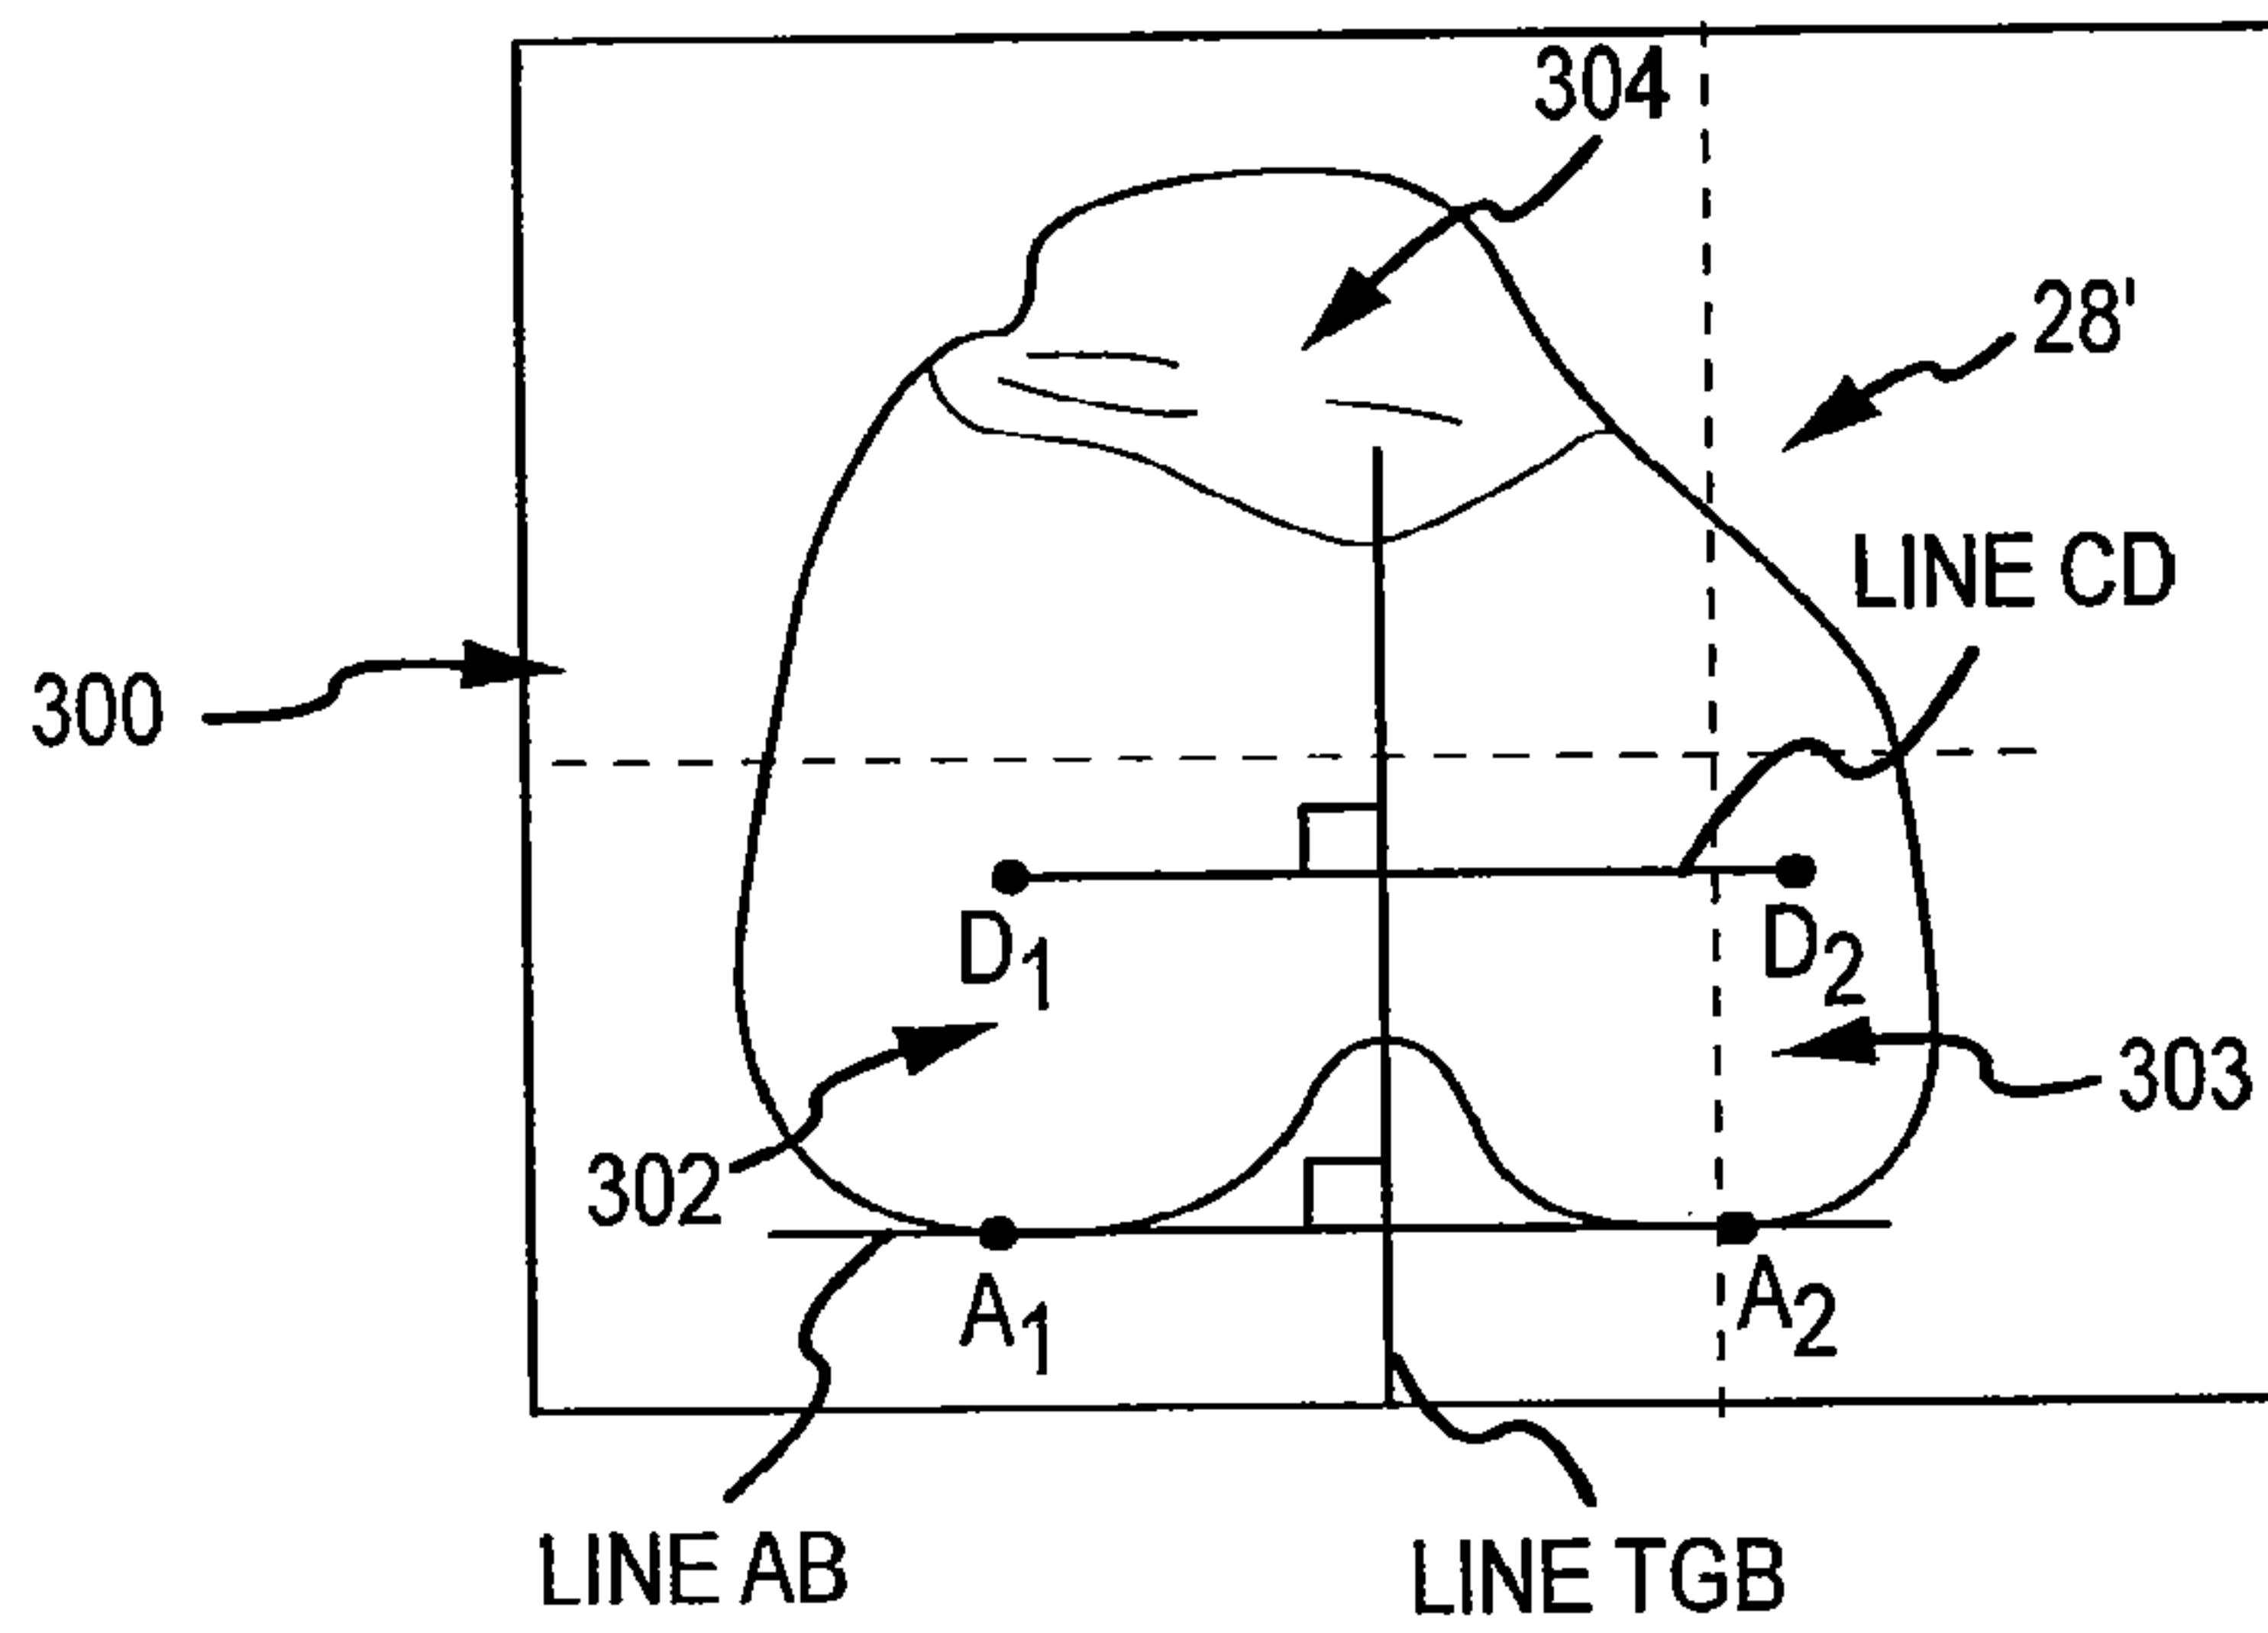 304
28'
LINE CD
300
D1
D2
303
302
A1
A2
LINE AB
LINE TGB